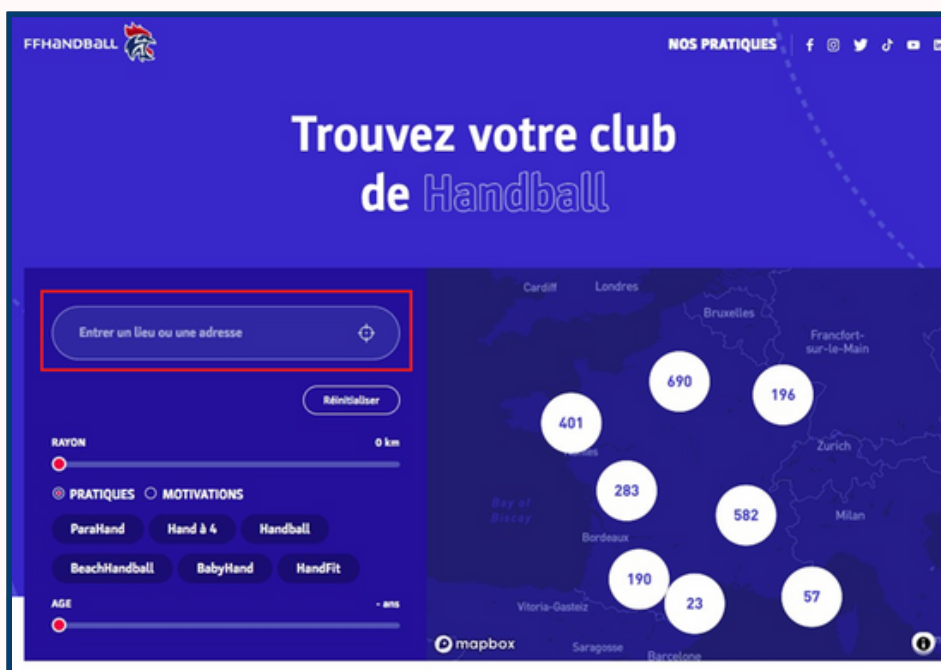 FFHANDBALL
NOS PRATIQUES
Trouvez votre club
de Handball
Entrer un lieu ou une adresse
Réinitialiser
RAYON 0 km
PRATIQUES MOTIVATIONS
ParaHand Hand à 4 Handball
BeachHandball BabyHand HandFit
AGE - ans
Cardiff Londres
Bruxelles
Francfort-
sur-le-Main
690
196
401
Zurich
283
582
Milan
Bay of
Biscay
Bordeaux
190
23
57
Vitoria-Gasteiz
mapbox
Saragosse
Barcelone